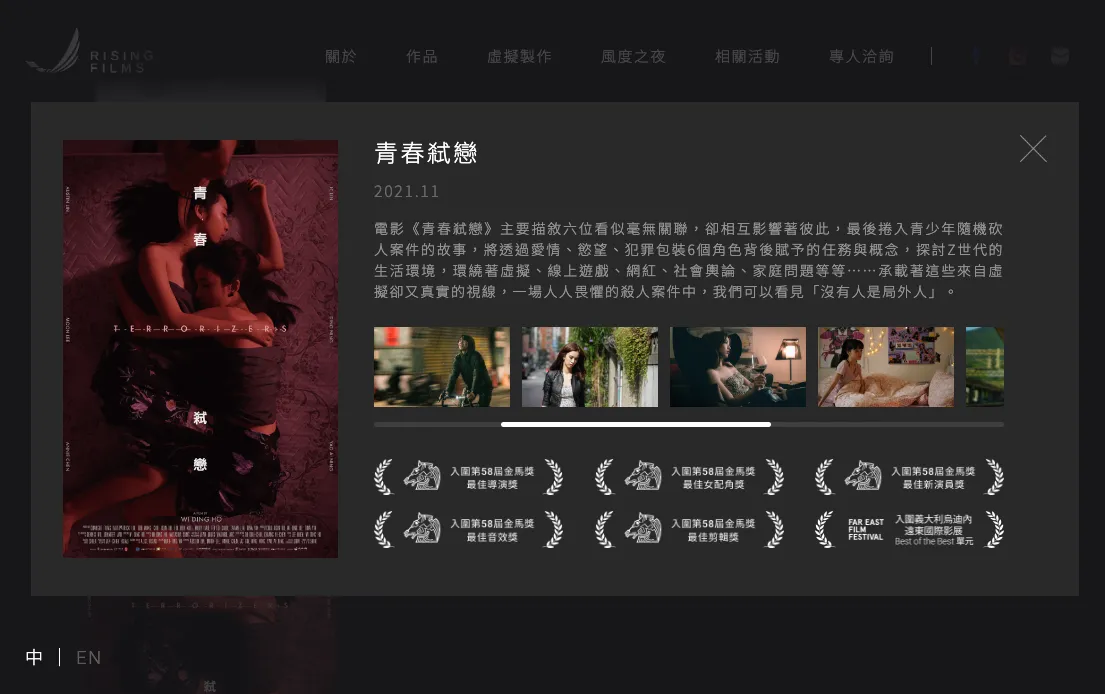 RISING
FILMS
關於
作品
虛擬製作
風度之夜
相關活動
專人洽詢
青春弒戀
2021.11
電影《青春弒戀》主要描敘六位看似毫無關聯，卻相互影響著彼此，最後捲入青少年隨機砍
人案件的故事，將透過愛情、慾望、犯罪包裝6個角色背後賦予的任務與概念，探討Z世代的
生活環境，環繞著虛擬、線上遊戲、網紅、社會輿論、家庭問題等等……承載著這些來自虛
擬卻又真實的視線，一場人人畏懼的殺人案件中，我們可以看見「沒有人是局外人」。
青
春
TERRORIZERS
弒
戀
WI DING HO
入圍第58屆金馬獎
最佳導演獎
入圍第58屆金馬獎
最佳女配角獎
入圍第58屆金馬獎
最佳新演員獎
入圍第58屆金馬獎
最佳音效獎
入圍第58屆金馬獎
最佳剪輯獎
FAR EAST
FILM
FESTIVAL
入圍義大利烏迪內
遠東國際影展
Best of the Best 單元
TERRORIZERS
弒
中
EN